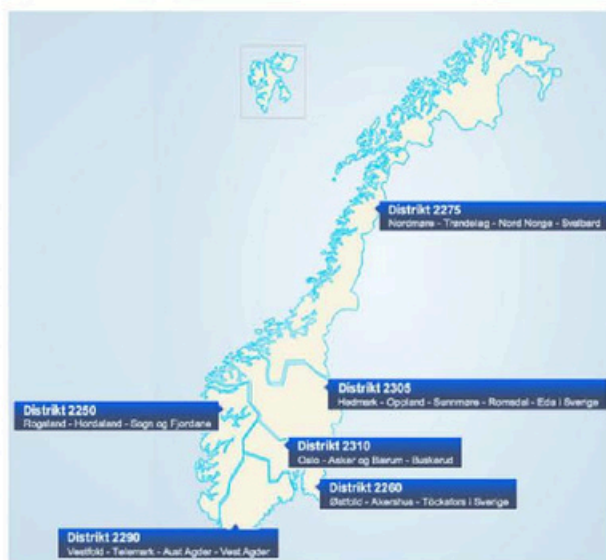 Distrikt 2275
Nordmøre - Trøndelag - Nord Norge - Svalbard
Distrikt 2305
Hedmark - Oppland - Sunnmøre - Romsdal - Eda i Sverige
Distrikt 2250
Rogaland - Hordaland - Sogn og Fjordane
Distrikt 2310
Oslo - Asker og Bærum - Buskerud
Distrikt 2260
Østfold - Akershus - Töcksfors i Sverige
Distrikt 2290
Vestfold - Telemark - Aust Agder - Vest Agder